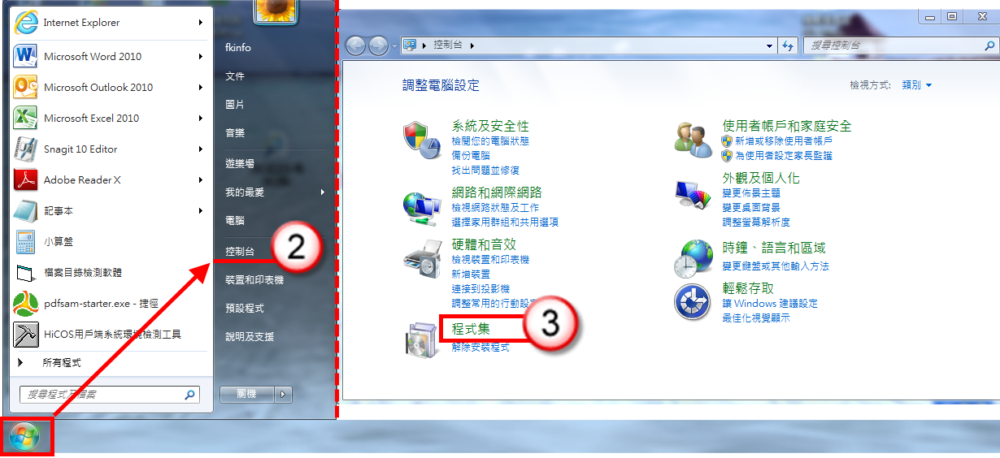 Internet Explorer
Microsoft Word 2010
Microsoft Outlook 2010
Microsoft Excel 2010
Snagit 10 Editor
Adobe Reader X
記事本
小算盤
檔案目錄檢測軟體
pdfsam-starter.exe - 捷徑
HiCOS用戶端系統環境檢測工具
所有程式
搜尋程式及檔案
fkinfo
文件
圖片
音樂
遊樂場
我的最愛
電腦
控制台
2
裝置和印表機
預設程式
說明及支援
關機
控制台
搜尋控制台
調整電腦設定
檢視方式: 類別
系統及安全性
檢閱您的電腦狀態
備份電腦
找出問題並修復
網路和網際網路
檢視網路狀態及工作
選擇家用群組和共用選項
硬體和音效
檢視裝置和印表機
新增裝置
連接到投影機
調整常用的行動設定
程式集
3
解除安裝程式
使用者帳戶和家庭安全
新增或移除使用者帳戶
為使用者設定家長監護
外觀及個人化
變更佈景主題
變更桌面背景
調整螢幕解析度
時鐘、語言和區域
變更鍵盤或其他輸入方法
輕鬆存取
讓 Windows 建議設定
最佳化視覺顯示